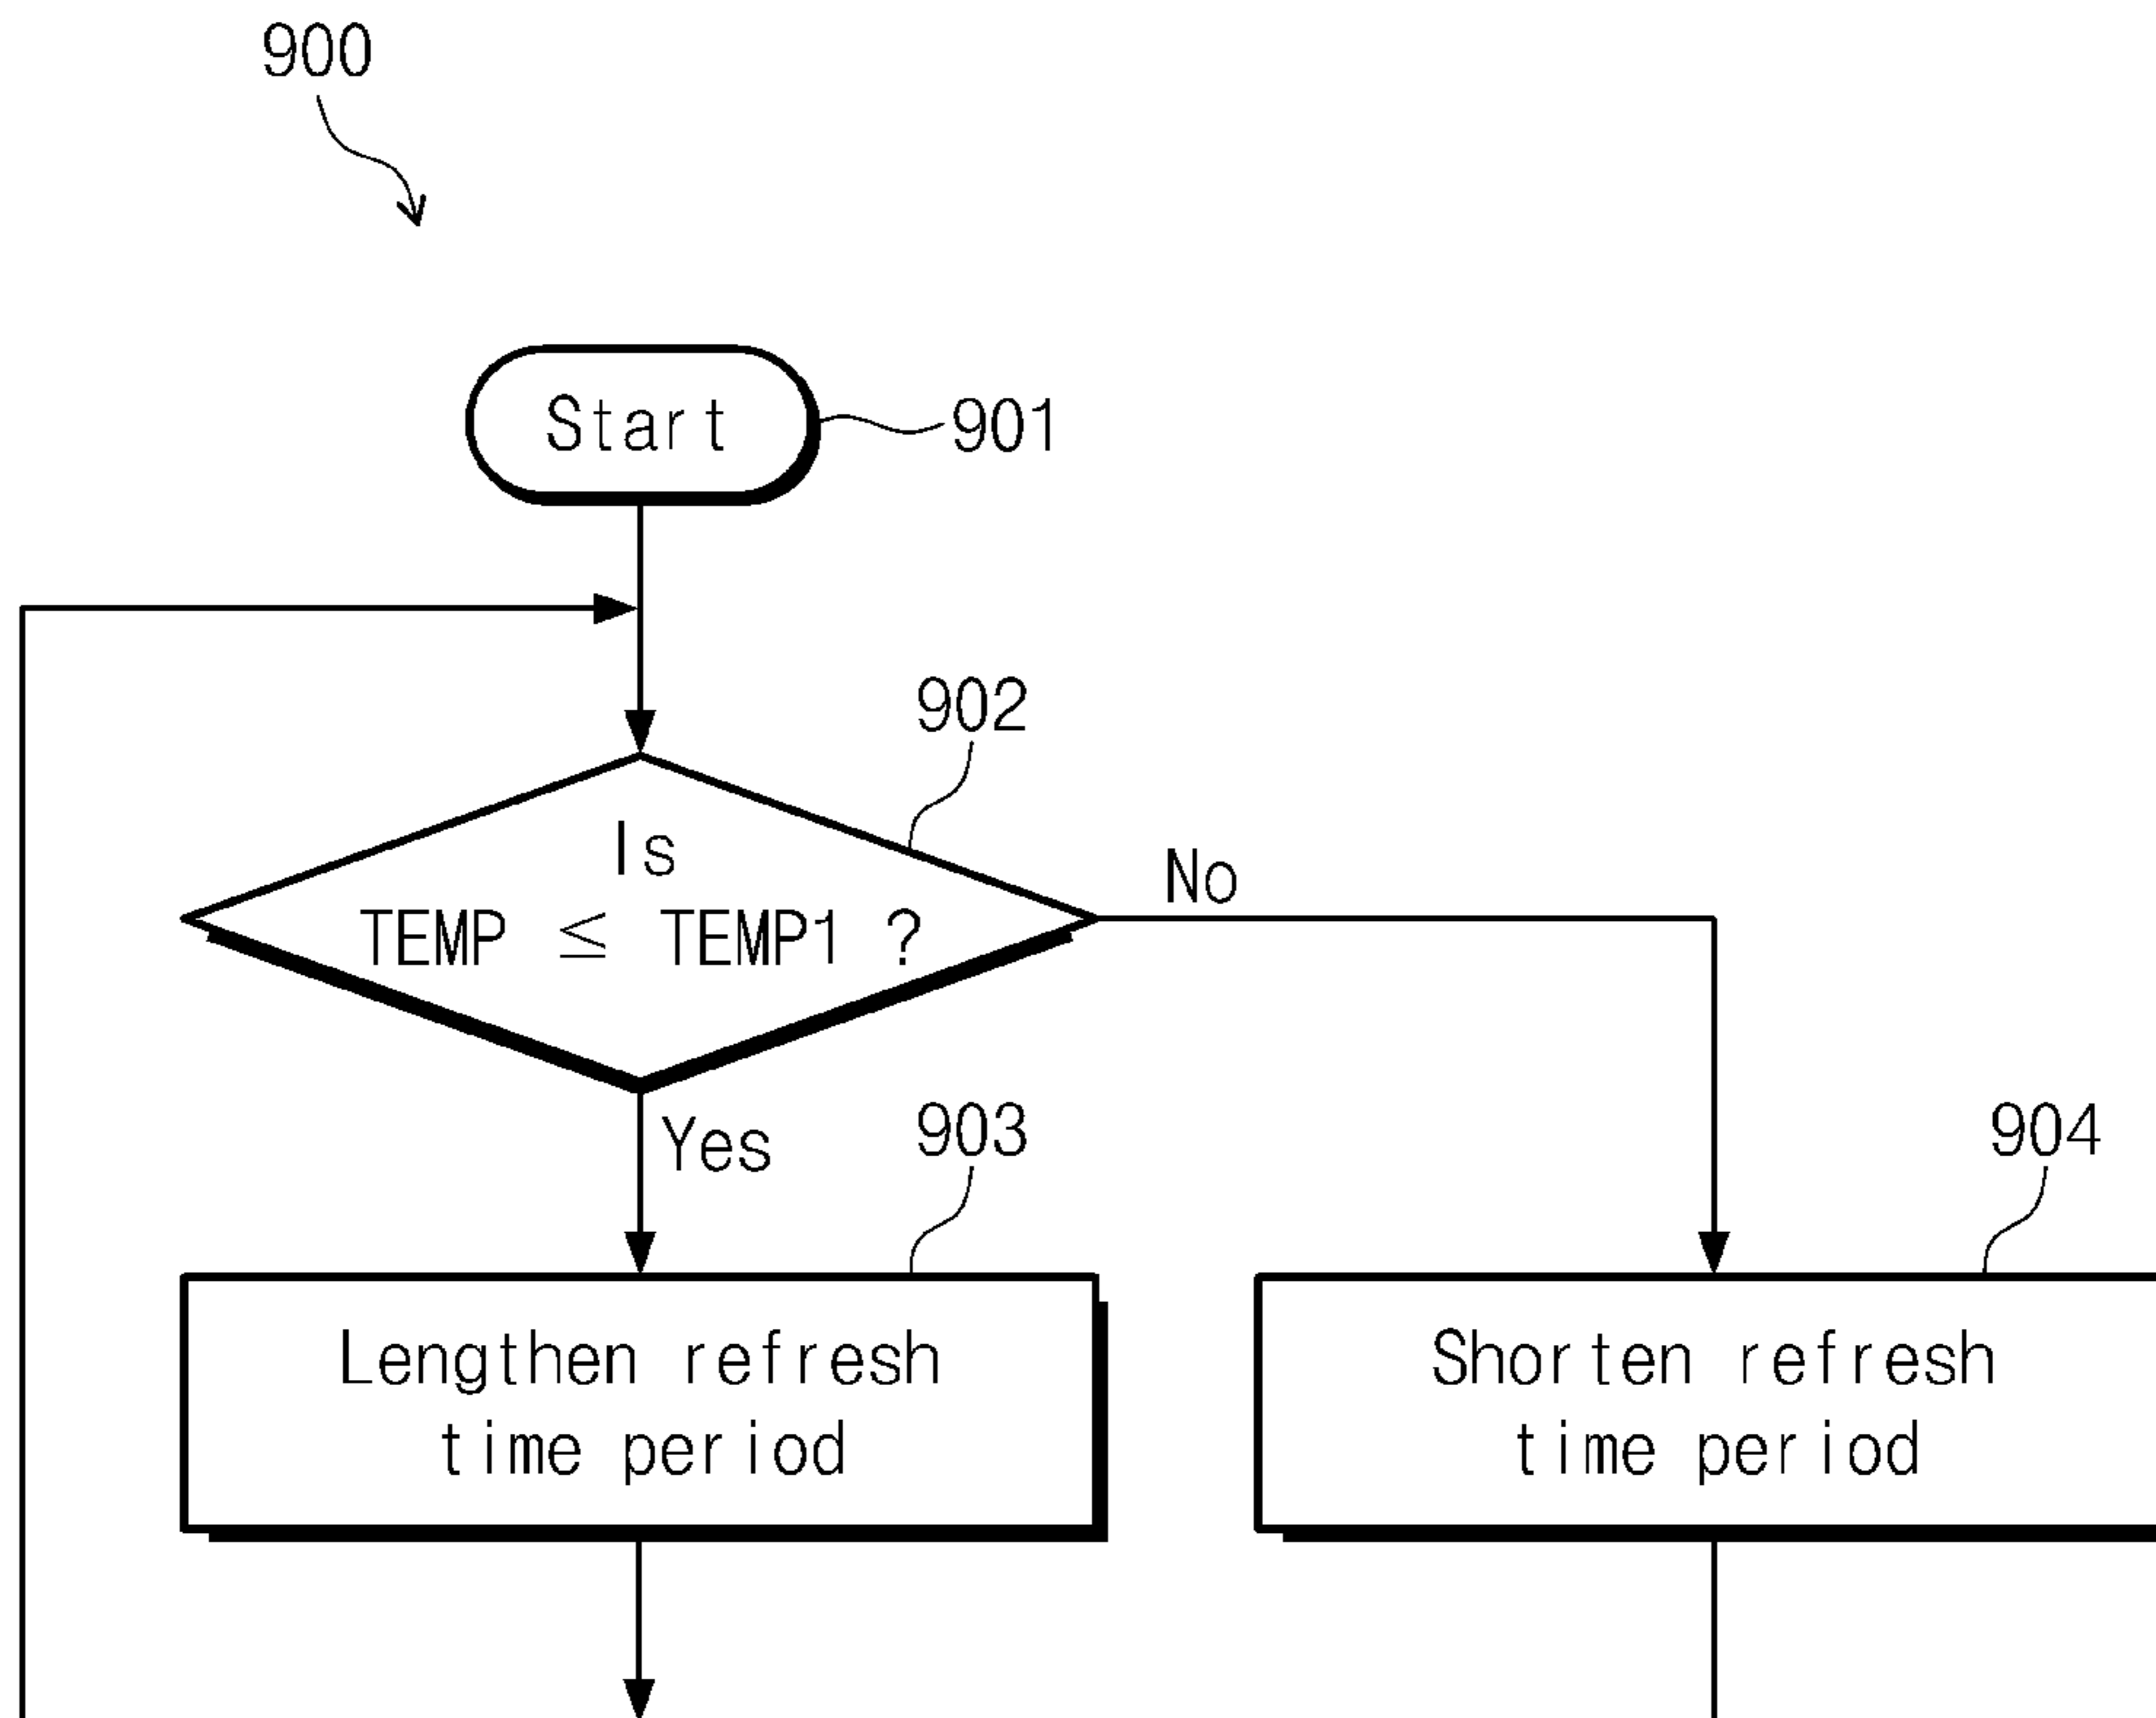 900
Start
901
902
Is
TEMP ≤ TEMP1 ?
No
Yes
903
904
Lengthen refresh
time period
Shorten refresh
time period